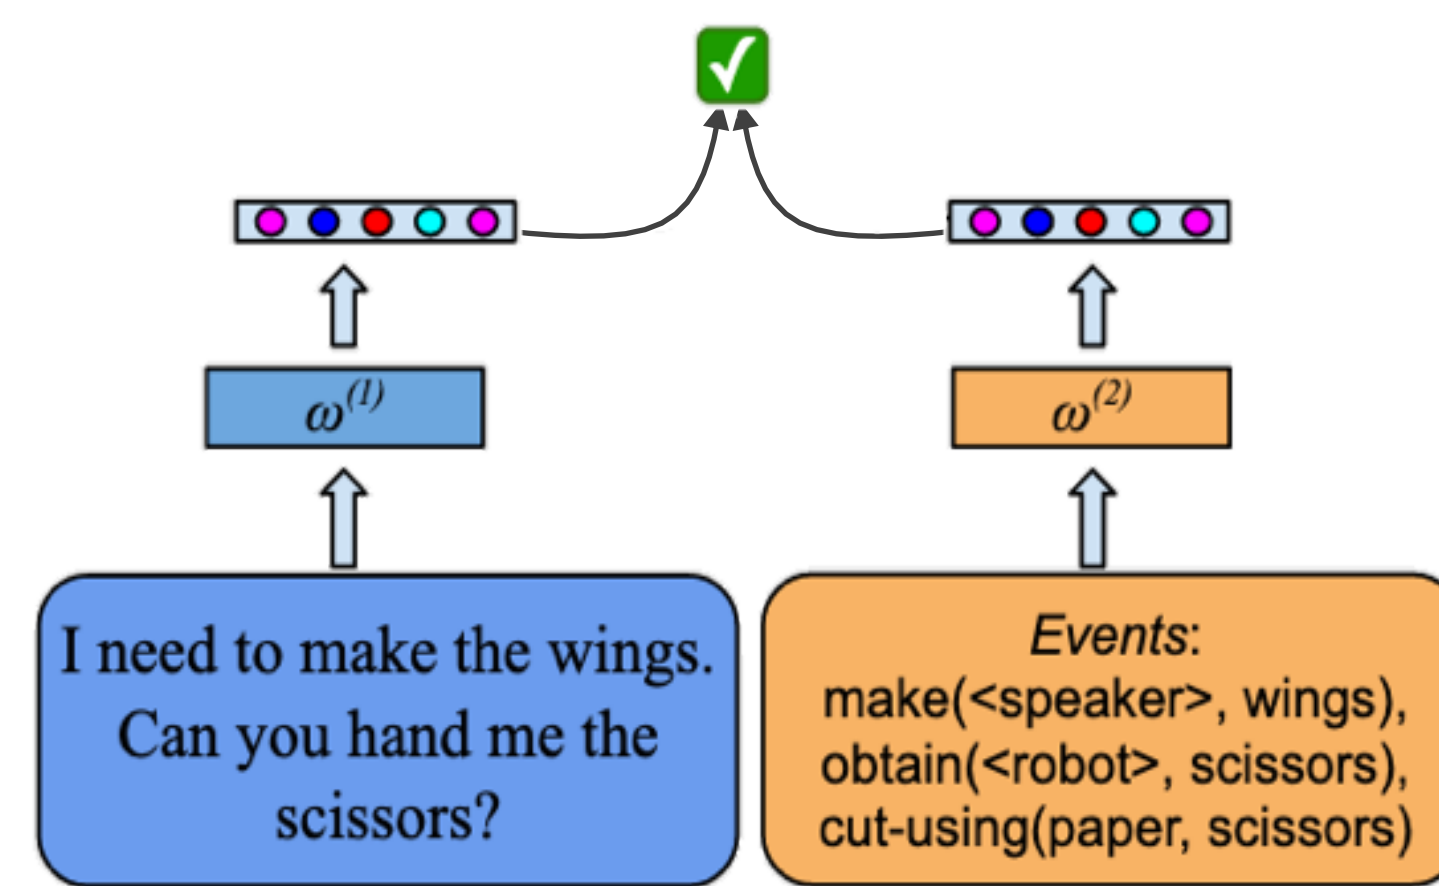 ω(1)
ω(2)
I need to make the wings.
Can you hand me the
scissors?
Events:
make(<speaker>, wings),
obtain(<robot>, scissors),
cut-using(paper, scissors)